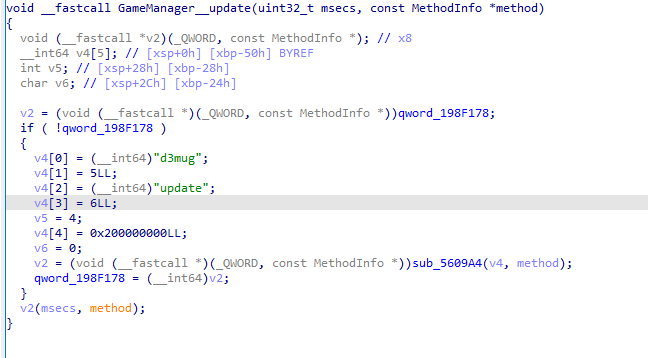 void __fastcall GameManager__update(uint32_t msecs, const MethodInfo *method)
{
  void (__fastcall *v2)(_QWORD, const MethodInfo *); // x8
  __int64 v4[5]; // [xsp+0h] [xbp-50h] BYREF
  int v5; // [xsp+28h] [xbp-28h]
  char v6; // [xsp+2Ch] [xbp-24h]
  v2 = (void (__fastcall *)(_QWORD, const MethodInfo *))qword_198F178;
  if ( !qword_198F178 )
  {
    v4[0] = (__int64)"d3mug";
    v4[1] = 5LL;
    v4[2] = (__int64)"update";
    v4[3] = 6LL;
    v5 = 4;
    v4[4] = 0x200000000LL;
    v6 = 0;
    v2 = (void (__fastcall *)(_QWORD, const MethodInfo *))sub_5609A4(v4, method);
    qword_198F178 = (__int64)v2;
  }
  v2(msecs, method);
}